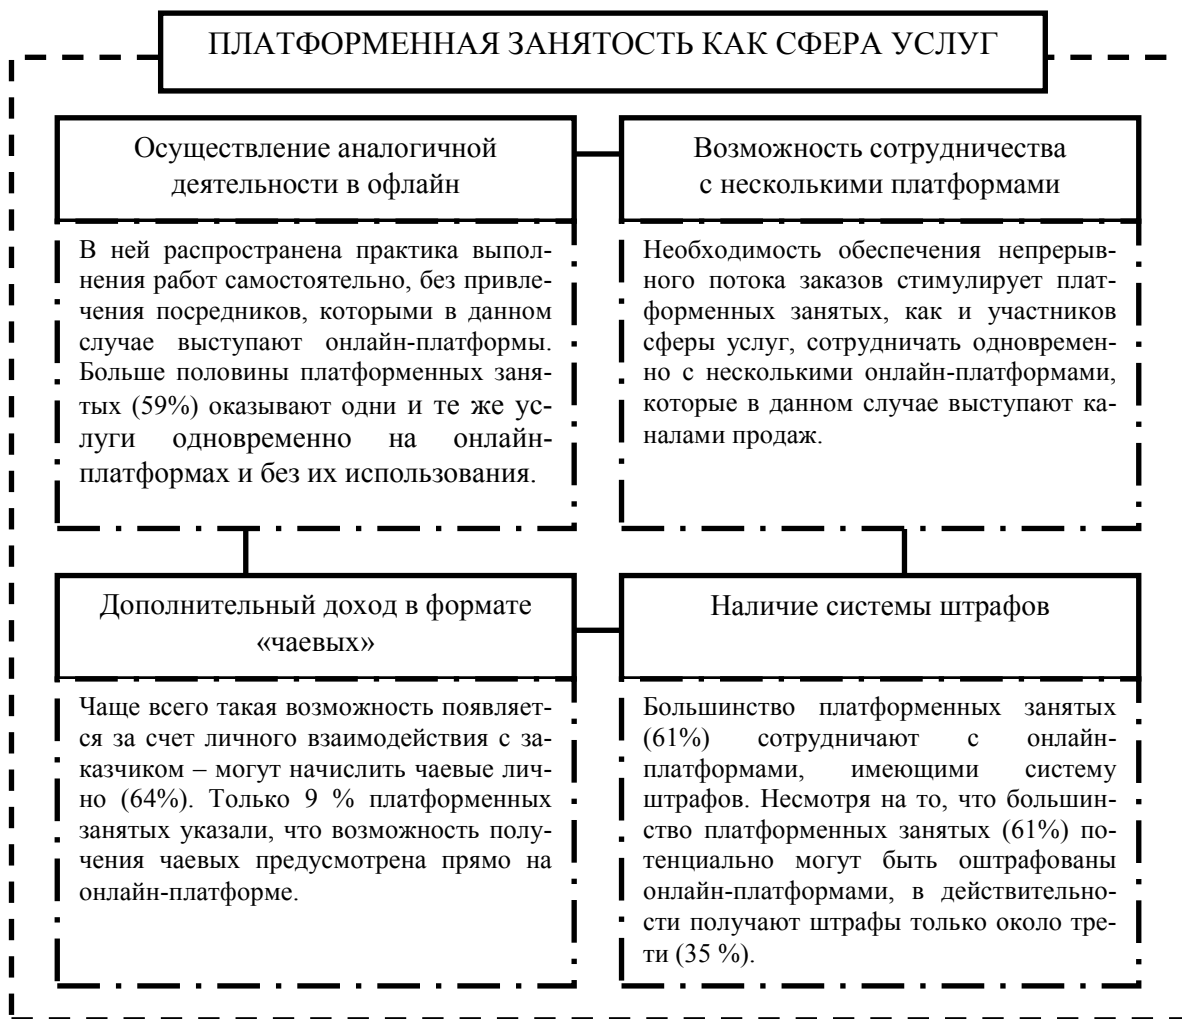 ПЛАТФОРМЕННАЯ ЗАНЯТОСТЬ КАК СФЕРА УСЛУГ
Осуществление аналогичной
деятельности в офлайн
В ней распространена практика выпол-
нения работ самостоятельно, без привле-
чения посредников, которыми в данном
случае выступают онлайн-платформы.
Больше половины платформенных заня-
тых (59%) оказывают одни и те же ус-
луги одновременно на онлайн-
платформах и без их использования.
Возможность сотрудничества
с несколькими платформами
Необходимость обеспечения непрерыв-
ного потока заказов стимулирует плат-
форменных занятых, как и участников
сферы услуг, сотрудничать одновремен-
но с несколькими онлайн-платформами,
которые в данном случае выступают ка-
налами продаж.
Дополнительный доход в формате
«чаевых»
Чаще всего такая возможность появляет-
ся за счет личного взаимодействия с за-
казчиком – могут начислить чаевые лич-
но (64%). Только 9 % платформенных
занятых указали, что возможность полу-
чения чаевых предусмотрена прямо на
онлайн-платформе.
Наличие системы штрафов
Большинство платформенных занятых
(61%) сотрудничают с онлайн-
платформами, имеющими систему
штрафов. Несмотря на то, что большин-
ство платформенных занятых (61%) по-
тенциально могут быть оштрафованы
онлайн-платформами, в действительно-
сти получают штрафы только около тре-
ти (35 %).